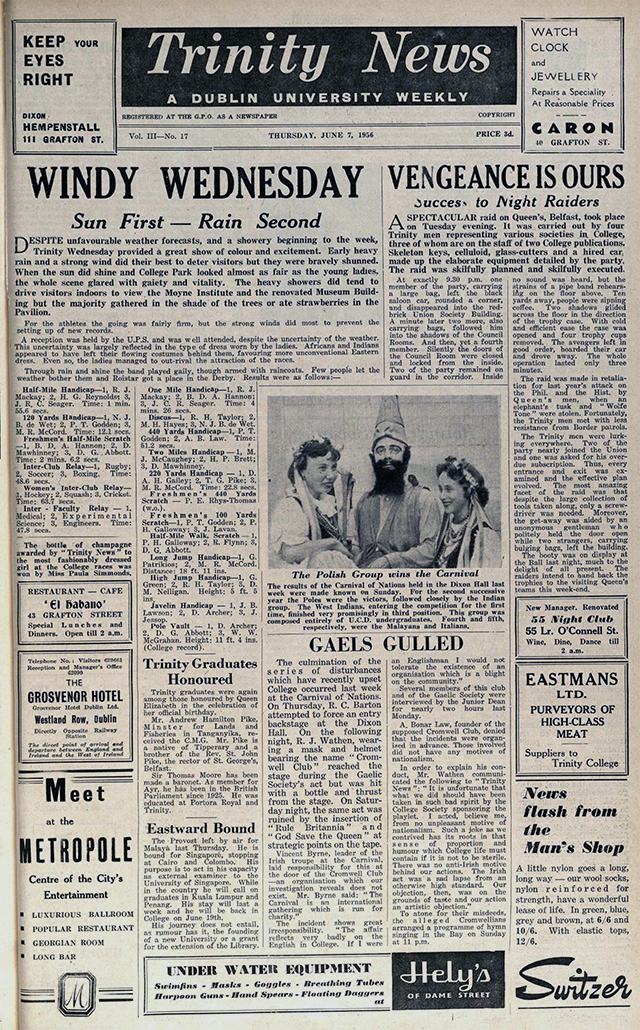 KEEP YOUR
EYES
RIGHT
DIXON
HEMPENSTALL
111 GRAFTON ST.
Trinity News
A DUBLIN UNIVERSITY WEEKLY
REGISTERED AT THE G.P.O. AS A NEWSPAPER
COPYRIGHT
Vol. III—No. 17
THURSDAY, JUNE 7, 1956
PRICE 3d.
WATCH
CLOCK
and
JEWELLERY
Repairs a Speciality
At Reasonable Prices
CARON
40 GRAFTON ST.
WINDY WEDNESDAY
Sun First — Rain Second
DESPITE unfavourable weather forecasts, and a showery beginning to the week,
Trinity Wednesday provided a great show of colour and excitement. Early heavy
rain and a strong wind did their best to deter visitors but they were bravely shunned.
When the sun did shine and College Park looked almost as fair as the young ladies,
the whole scene glared with gaiety and vitality. The heavy showers did tend to
drive visitors indoors to view the Moyne Institute and the renovated Museum Build-
ing but the majority gathered in the shade of the trees or ate strawberries in the
Pavilion.
For the athletes the going was fairly firm, but the strong winds did most to prevent the
setting up of new records.
A reception was held by the U.P.S. and was well attended, despite the uncertainty of the weather.
This uncertainty was largely reflected in the type of dress worn by the ladies. Africans and Indians
appeared to have left their flowing costumes behind them, favouring more unconventional Eastern
dress. Even so, the ladies managed to out-rival the attraction of the races.
Through rain and shine the band played gaily, though armed with raincoats. Few people let the
weather bother them and Roistar got a place in the Derby. Results were as follow:—
Half-Mile Handicap—1, R. J.
Mackay; 2, H. G. Reynolds; 3,
J. R. C. Seager. Time: 1 min.
55.6 secs.
120 Yards Handicap—1, N. J.
B. de Wet; 2, P. T. Godden; 3,
M. R. McCord. Time: 12.1 secs.
Freshmen's Half-Mile Scratch
—1, B. D. A. Hannon; 2, D.
Mawhinney; 3, D. G. Abbott.
Time: 2 mins. 6.2 secs.
Inter-Club Relay—1, Rugby;
2, Soccer; 3, Boxing. Time:
48.6 secs.
Women's Inter-Club Relay—
1, Hockey; 2, Squash; 3, Cricket.
Time: 60.7 secs.
Inter - Faculty Relay — 1,
Medical; 2, Experimental
Science; 3, Engineers. Time:
47.8 secs.
The bottle of champagne
awarded by "Trinity News" to the
most fashionably dressed
girl at the College races was
won by Miss Paula Simmonds.
One Mile Handicap—1, R. J.
Mackay; 2, B. D. A. Hannon;
3, J. C. R. Seager. Time: 4
mins. 26 secs.
Discus—1, R. H. Taylor; 2,
M. H. Hayes; 3, N. J. B. de Wet.
440 Yards Handicap—1, P. T.
Godden; 2, A. B. Law. Time:
51.2 secs.
Two Miles Handicap — 1, M.
J. McCaughey; 2, H. P. Brett;
3, D. Mawhinney.
220 Yards Handicap — 1, D.
A. H. Gailey; 2, T. G. Pike; 3,
M. R. McCord. Time: 22.8 secs.
Freshmen's 440 Yards
Scratch — P. E. Rhys-Thomas
(w.o.).
Freshmen's 100 Yards
Scratch—1, P. T. Godden; 2, P.
H. Galloway; 3, J. Lavan.
Half-Mile Walk, Scratch — 1,
P. H. Galloway; 2, R. Flynn; 3,
D. G. Abbott.
Long Jump Handicap—1, G.
Patrikios; 2, M. R. McCord.
Distance: 18 ft. 11 ins.
High Jump Handicap—1, G.
Green; 2, R. H. Taylor; 3, D.
M. Nelligan. Height: 5 ft. 5
ins.
Javelin Handicap — 1, J. B.
Lawson; 2, D. Archer; 3, J.
Jessop.
Pole Vault — 1, D. Archer;
2, D. G. Abbott; 3, W. W.
McGrahan. Height: 11 ft. 4 ins.
(College record).
RESTAURANT — CAFE
'El Habano'
43 GRAFTON STREET
Special Lunches and
Dinners. Open till 2 a.m.
Telephone No.: Visitors
Reception and Manager's Office
THE
GROSVENOR HOTEL
Grosvenor Hotel Dublin Ltd.
Westland Row, Dublin
Directly Opposite Railway
Station
The direct point of arrival and
departure between England and
Ireland and the West of Ireland
Meet
at the
METROPOLE
Centre of the City's
Entertainment
LUXURIOUS BALLROOM
POPULAR RESTAURANT
GEORGIAN ROOM
LONG BAR
M
Trinity Graduates
Honoured
Trinity graduates were again
among those honoured by Queen
Elizabeth in the celebration of
her official birthday.
Mr. Andrew Hamilton Pike,
Minister for Lands and
Fisheries in Tanganyika, re-
ceived the C.M.G. Mr. Pike is
a native of Tipperary and a
brother of the Rev. St. John
Pike, the rector of St. George's,
Belfast.
Sir Thomas Moore has been
made a baronet. As member for
Ayr, he has been in the British
Parliament since 1925. He was
educated at Portora Royal and
Trinity.
Eastward Bound
The Provost left by air for
Malaya last Thursday. He is
bound for Singapore, stopping
at Cairo and Colombo. His
purpose is to act in his capacity
as external examiner to the
University of Singapore. While
in the country he will call on
graduates in Kuala Lumpur and
Penang. His stay will last a
week and he will be back in
College on June 19th.
His journey does not entail,
as rumour has it, the founding
of a new University or a grant
for the extension of the Library.
The Polish Group wins the Carnival
The results of the Carnival of Nations held in the Dixon Hall last
week were made known on Sunday. For the second successive
year the Poles were the victors, followed closely by the Indian
group. The West Indians, entering the competition for the first
time, finished very promisingly in third position. This group was
composed entirely of U.C.D. undergraduates. Fourth and fifth,
respectively, were the Malayans and Italians.
GAELS GULLED
The culmination of the
series of disturbances
which have recently upset
College occurred last week
at the Carnival of Nations.
On Thursday, R. C. Barton
attempted to force an entry
backstage at the Dixon
Hall. On the following
night, R. J. Wathen, wear-
ing a mask and helmet
bearing the name "Crom-
well Club" reached the
stage during the Gaelic
Society's act but was hit
with a bottle and thrust
from the stage. On Satur-
day night, the same act was
ruined by the insertion of
"Rule Britannia" and
"God Save the Queen" at
strategic points on the tape.
Vincent Byrne, leader of the
Irish troupe at the Carnival,
laid responsibility for this at
the door of the Cromwell Club
—an organisation which our
investigation reveals does not
exist. Mr. Byrne said: "The
Carnival is an international
gathering which is run for
charity."
The incident shows great
irresponsibility. "The affair
reflects very badly on the
English in College. If I were
an Englishman I would not
tolerate the existence of an
organisation which is a blight
on the community."
Several members of this club
and of the Gaelic Society were
interviewed by the Junior Dean
for nearly two hours last
Monday.
A. Bonar Law, founder of the
supposed Cromwell Club, denied
that the incidents were organ-
ised in advance. Those involved
did not have any motives of
nationalism.
In order to explain his con-
duct, Mr. Wathen communi-
cated the following to "Trinity
News": "It is unfortunate that
what we did should have been
taken in such bad spirit by the
College Society sponsoring the
playlet. I acted, believe me,
from no unpleasant motive of
nationalism. Such a joke as we
contrived has its roots in that
sense of proportion and
humour which College life must
contain if it is not to be sterile.
There was no anti-Irish motive
behind our actions. The Irish
act was a sad lapse from an
otherwise high standard. Our
objection, then, was on the
grounds of taste and our action
an artistic objection."
To atone for their misdeeds,
the alleged Cromwellians
arranged a programme of hymn
singing in the Bay on Sunday
at 11 p.m.
VENGEANCE IS OURS
Success to Night Raiders
A SPECTACULAR raid on Queen's, Belfast, took place
on Tuesday evening. It was carried out by four
Trinity men representing various societies in College,
three of whom are on the staff of two College publications.
Skeleton keys, celluloid, glass-cutters and a hired car,
made up the elaborate equipment detailed by the party.
The raid was skilfully planned and skilfully executed.
At exactly 9.30 p.m. one
member of the party, carrying
a large bag, left the black
saloon car, rounded a corner,
and disappeared into the red-
brick Union Society Building.
A minute later two more, also
carrying bags, followed him
into the shadows of the Council
Rooms. And then, yet a fourth
member. Silently the doors of
the Council Room were closed
and locked from the inside.
Two of the party remained on
guard in the corridor. Inside
no sound was heard, but the
strains of a pipe band rehears-
ing on the floor above. Ten
yards away, people were sipping
coffee. Two shadows glided
across the floor in the direction
of the trophy case. With cold
and efficient ease the case was
opened and four trophy cups
removed. The avengers left in
good order, boarded their car
and drove away. The whole
operation lasted only three
minutes.
The raid was made in retalia-
tion for last year's attack on
the Phil. and the Hist. by
Queen's men, when an
elephant's tusk and "Wolfe
Tone" were stolen. Fortunately,
the Trinity men met with less
resistance from Border patrols.
The Trinity men were lurk-
ing everywhere. Two of the
party nearly joined the Union
and one was asked for his over-
due subscription. Thus, every
entrance and exit was ex-
amined and the effective plan
evolved. The most amazing
facet of the raid was that
despite the large collection of
tools taken along, only a screw-
driver was needed. Moreover,
the get-away was aided by an
anonymous gentleman who
politely held the door open
while two strangers, carrying
bulging bags, left the building.
The booty was on display at
the Ball last night, much to the
delight of all present. The
raiders intend to hand back the
trophies to the visiting Queen's
teams this week-end.
New Manager. Renovated
55 Night Club
55 Lr. O'Connell St.
Wine, Dine, Dance till
2 a.m.
EASTMANS
LTD.
PURVEYORS OF
HIGH-CLASS
MEAT
Suppliers to
Trinity College
News
flash from
the
Man's Shop
A little nylon goes a long,
long way — our wool socks,
nylon reinforced for
strength, have a wonderful
lease of life. In green, blue,
grey and brown, at 6/6 and
10/6. With elastic tops,
12/6.
Switzer
UNDER WATER EQUIPMENT
Swimfins - Masks - Goggles - Breathing Tubes
Harpoon Guns - Hand Spears - Floating Daggers
at
Hely's
OF DAME STREET